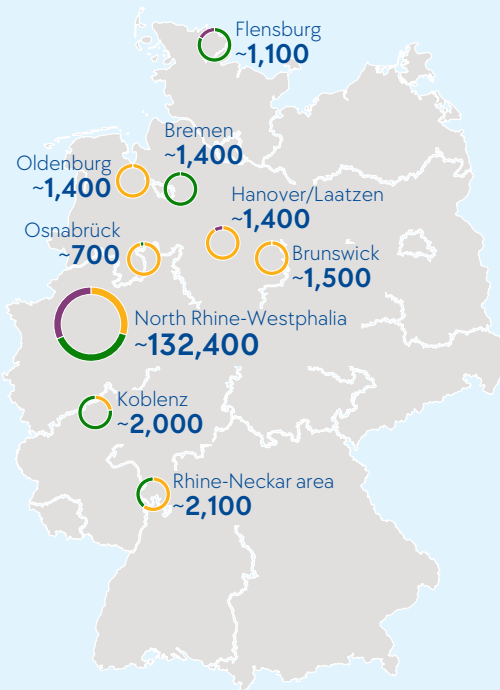 Flensburg
~1,100
Bremen
~1,400
Oldenburg
~1,400
Hanover/Laatzen
~1,400
Osnabrück
~700
Brunswick
~1,500
North Rhine-Westphalia
~132,400
Koblenz
~2,000
Rhine-Neckar area
~2,100